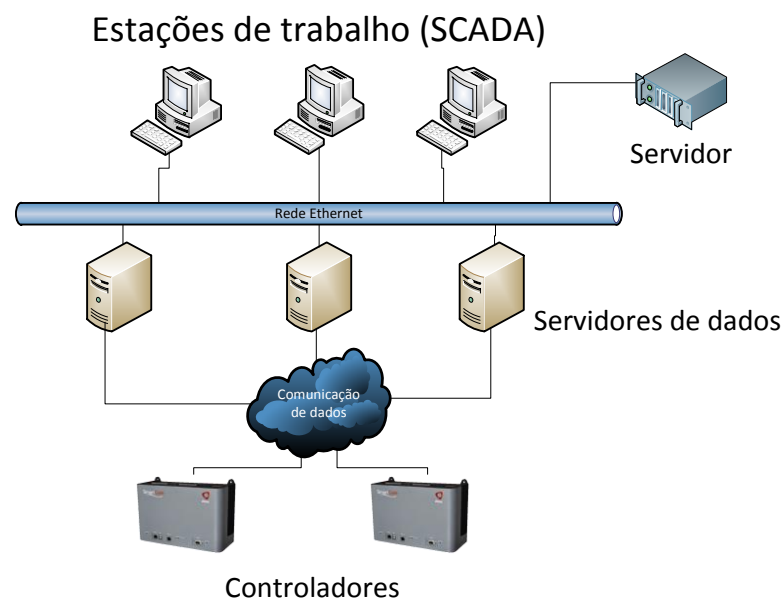 Estações de trabalho (SCADA)
Servidor
Rede Ethernet
Servidores de dados
Comunicação
de dados
Controladores